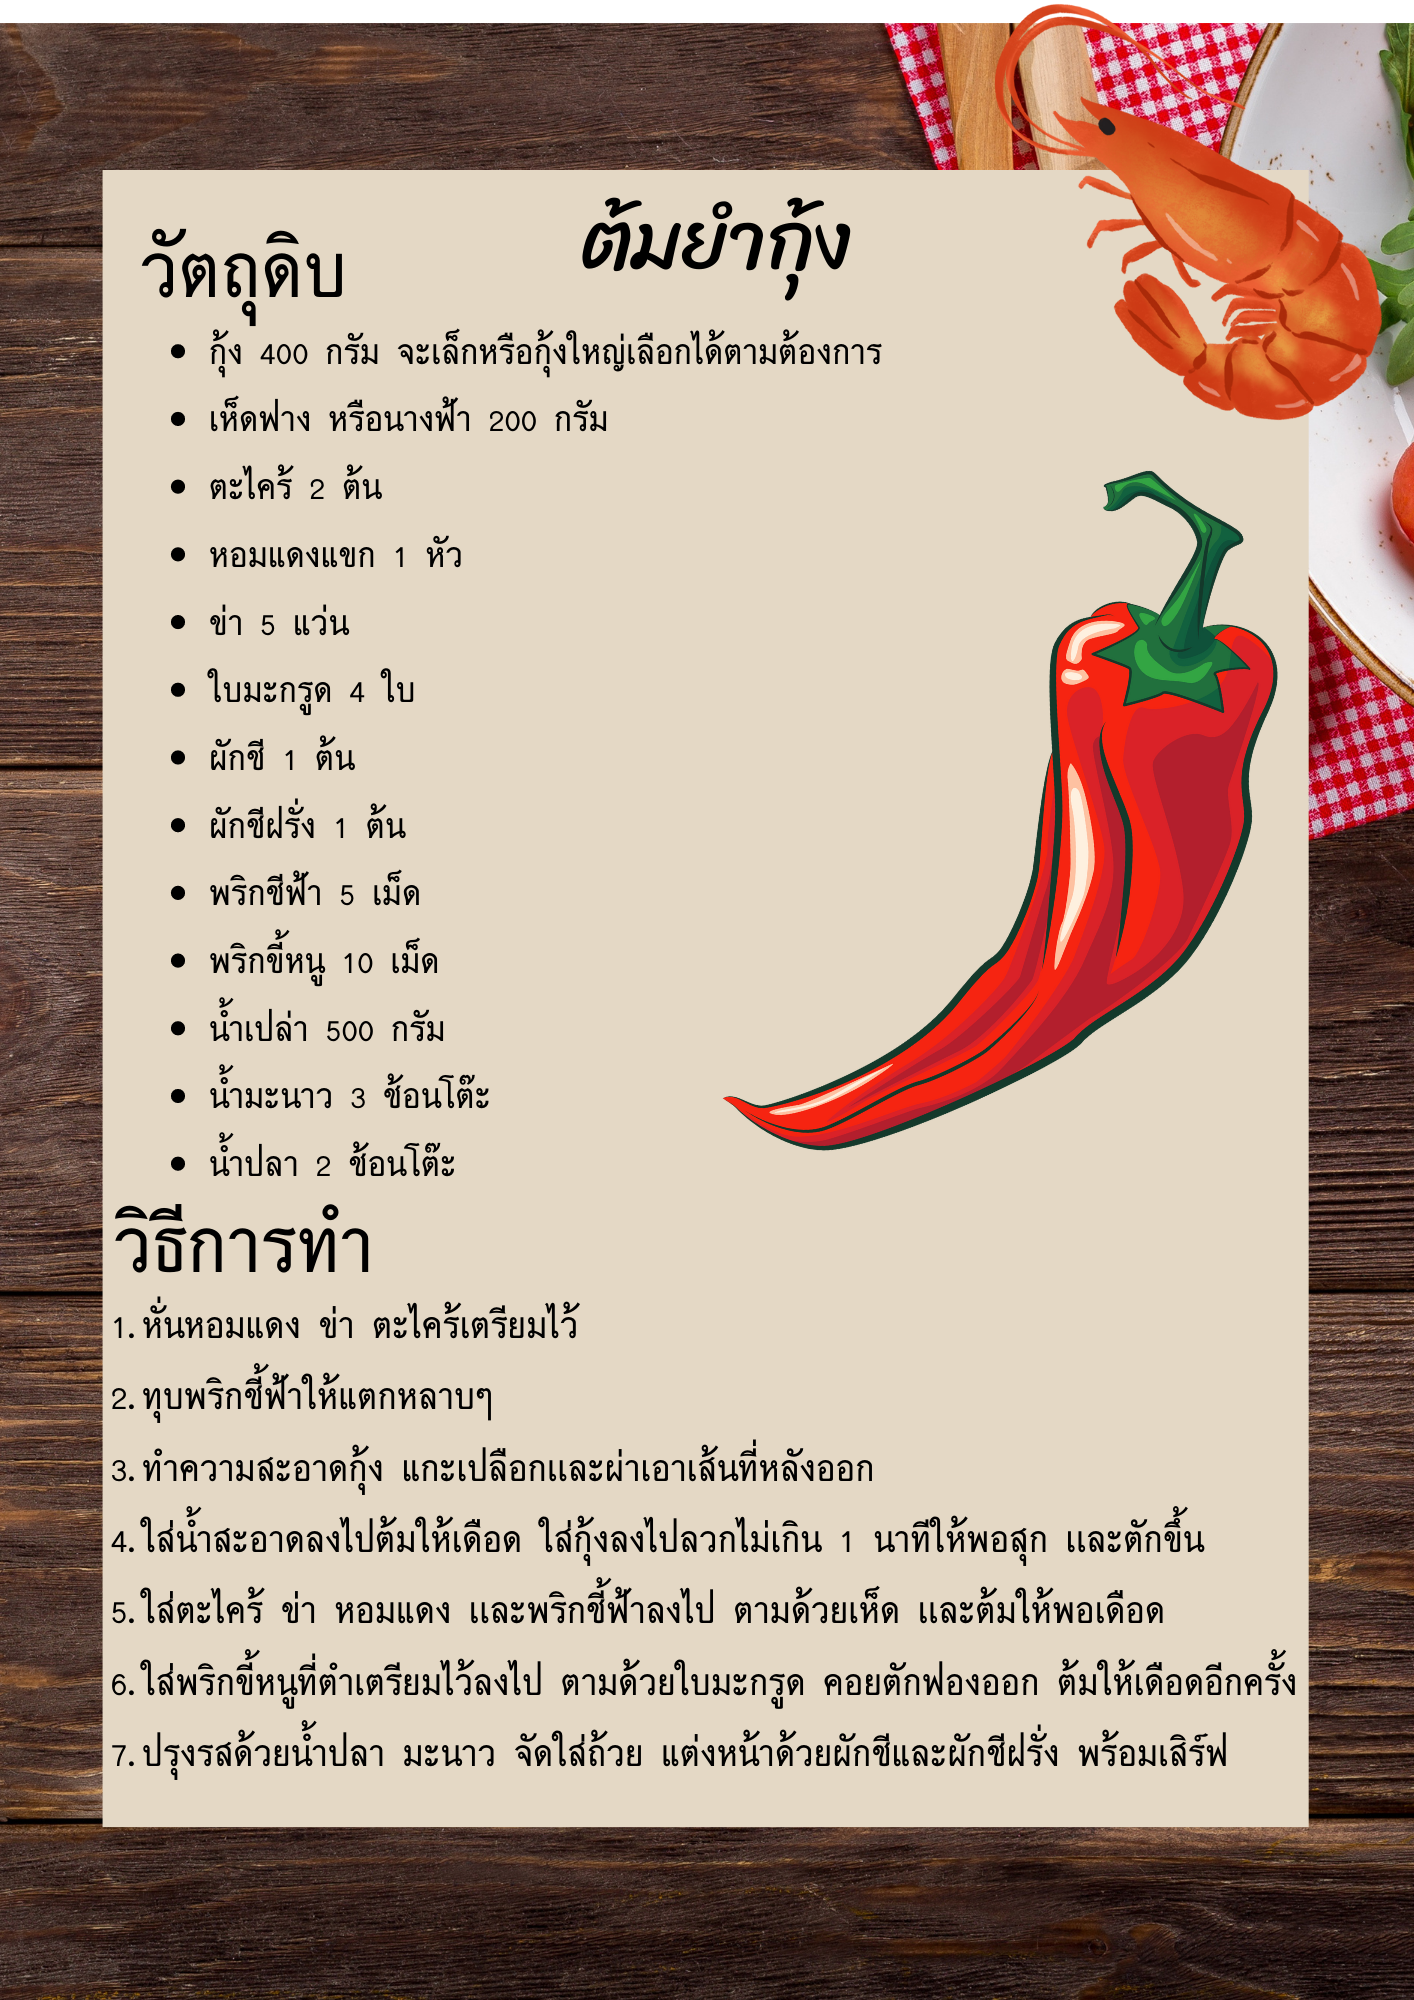 ต้มยำกุ้ง
วัตถุดิบ
• กุ้ง 400 กรัม จะเล็กหรือกุ้งใหญ่เลือกได้ตามต้องการ
• เห็ดฟาง หรือนางฟ้า 200 กรัม
• ตะไคร้ 2 ต้น
• หอมแดงแขก 1 หัว
• ข่า 5 แว่น
• ใบมะกรูด 4 ใบ
• ผักชี 1 ต้น
• ผักชีฝรั่ง 1 ต้น
• พริกชีฟ้า 5 เม็ด
• พริกขี้หนู 10 เม็ด
• น้ำเปล่า 500 กรัม
• น้ำมะนาว 3 ช้อนโต๊ะ
• น้ำปลา 2 ช้อนโต๊ะ
วิธีการทำ
1. หั่นหอมแดง ข่า ตะไคร้เตรียมไว้
2. ทุบพริกชี้ฟ้าให้แตกหลาบๆ
3. ทำความสะอาดกุ้ง แกะเปลือกและผ่าเอาเส้นที่หลังออก
4. ใส่น้ำสะอาดลงไปต้มให้เดือด ใส่กุ้งลงไปลวกไม่เกิน 1 นาทีให้พอสุก และตักขึ้น
5. ใส่ตะไคร้ ข่า หอมแดง และพริกชี้ฟ้าลงไป ตามด้วยเห็ด และต้มให้พอเดือด
6. ใส่พริกขี้หนูที่ตำเตรียมไว้ลงไป ตามด้วยใบมะกรูด คอยตักฟองออก ต้มให้เดือดอีกครั้ง
7. ปรุงรสด้วยน้ำปลา มะนาว จัดใส่ถ้วย แต่งหน้าด้วยผักชีและผักชีฝรั่ง พร้อมเสิร์ฟ